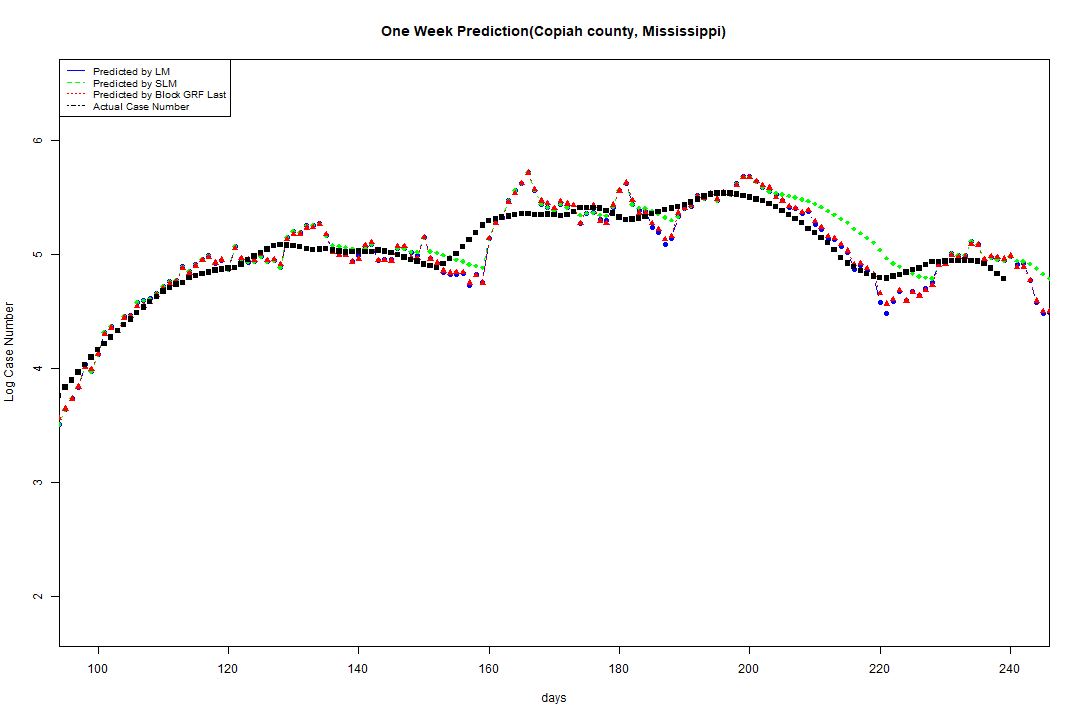 One Week Prediction(Copiah county, Mississippi)
Predicted by LM
Predicted by SLM
Predicted by Block GRF Last
Actual Case Number
6
5
4
3
2
Log Case Number
100 120 140 160 180 200 220 240
days